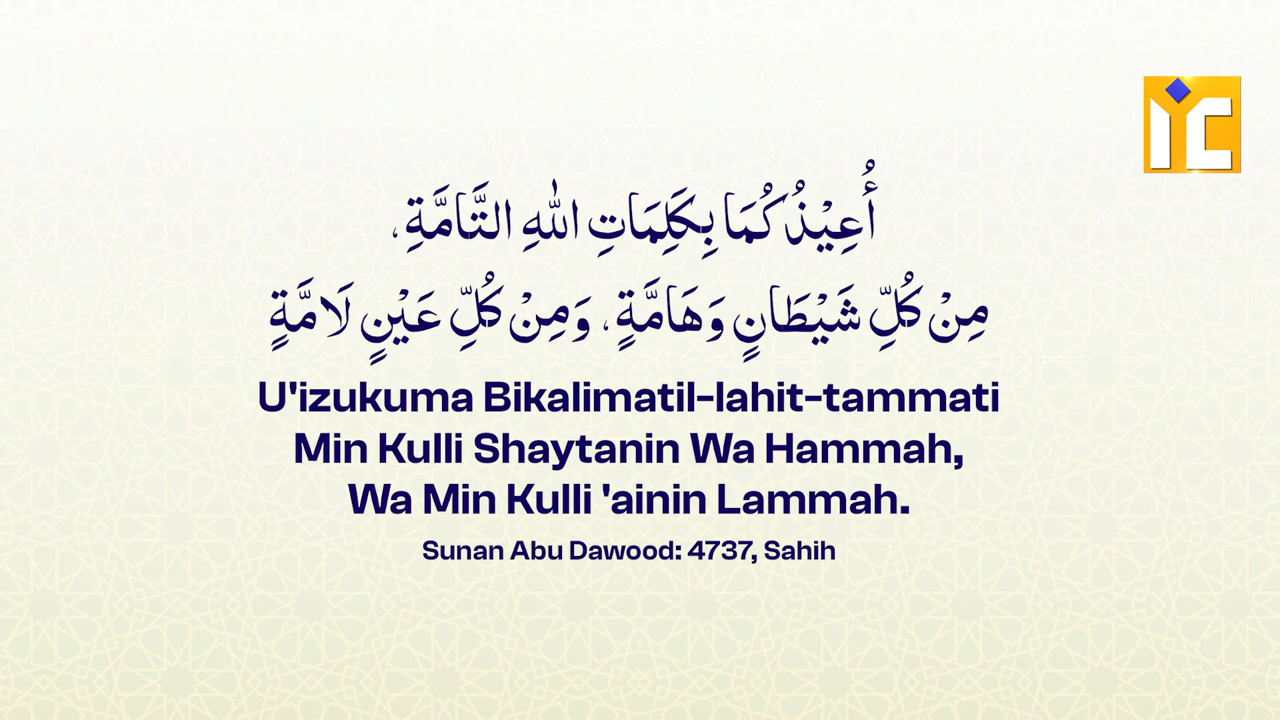 أُعِيْذُكُمَا بِكَلِمَاتِ اللهِ التَّامَّةِ،
مِنْ كُلِّ شَيْطَانٍ وَهَامَّةٍ، وَمِنْ كُلِّ عَيْنٍ لَامَّةٍ
U'izukuma Bikalimatil-lahit-tammati
Min Kulli Shaytanin Wa Hammah,
Wa Min Kulli 'ainin Lammah.
Sunan Abu Dawood: 4737, Sahih